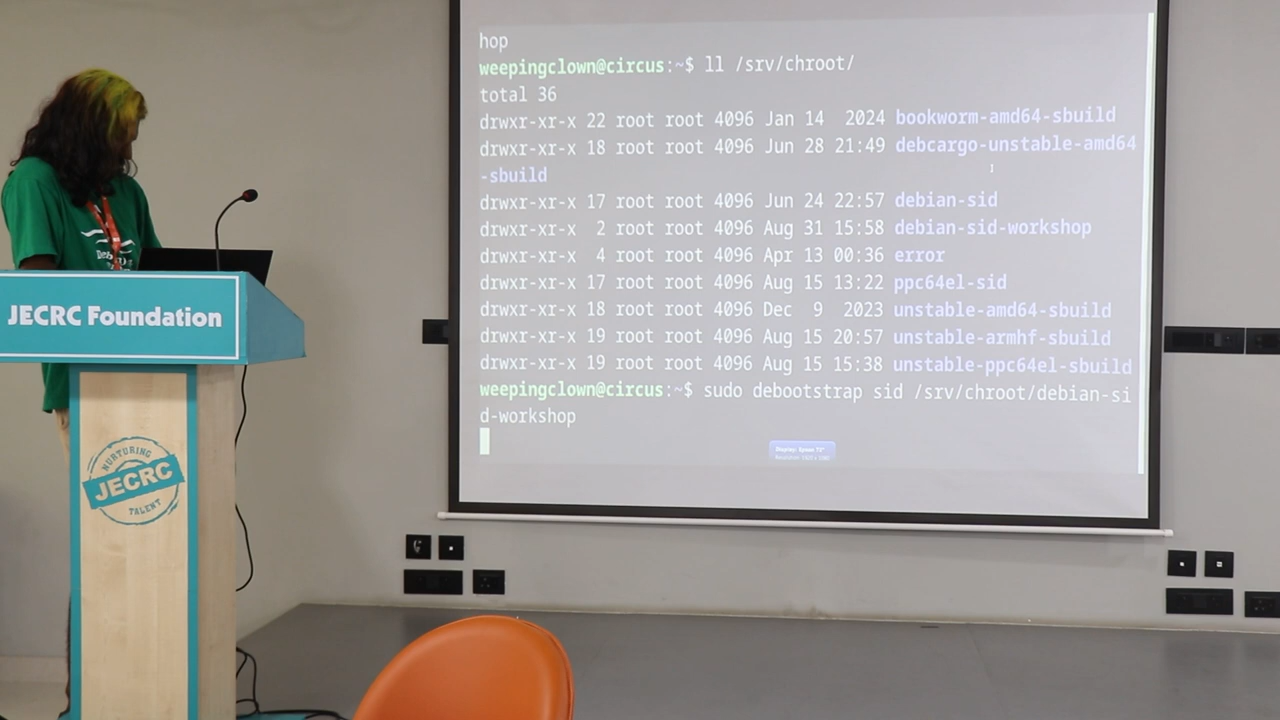 hop
weepingclown@circus:~$ ll /srv/chroot/
total 36
drwxr-xr-x 22 root root 4096 Jan 14  2024 bookworm-amd64-sbuild
drwxr-xr-x 18 root root 4096 Jun 28 21:49 debcargo-unstable-amd64
-sbuild
drwxr-xr-x 17 root root 4096 Jun 24 22:57 debian-sid
drwxr-xr-x  2 root root 4096 Aug 31 15:58 debian-sid-workshop
drwxr-xr-x  4 root root 4096 Apr 13 00:36 error
drwxr-xr-x 17 root root 4096 Aug 15 13:22 ppc64el-sid
drwxr-xr-x 18 root root 4096 Dec  9  2023 unstable-amd64-sbuild
drwxr-xr-x 19 root root 4096 Aug 15 20:57 unstable-armhf-sbuild
drwxr-xr-x 19 root root 4096 Aug 15 15:38 unstable-ppc64el-sbuild
weepingclown@circus:~$ sudo debootstrap sid /srv/chroot/debian-si
d-workshop
JECRC Foundation
NURTURING
JECRC
TALENT